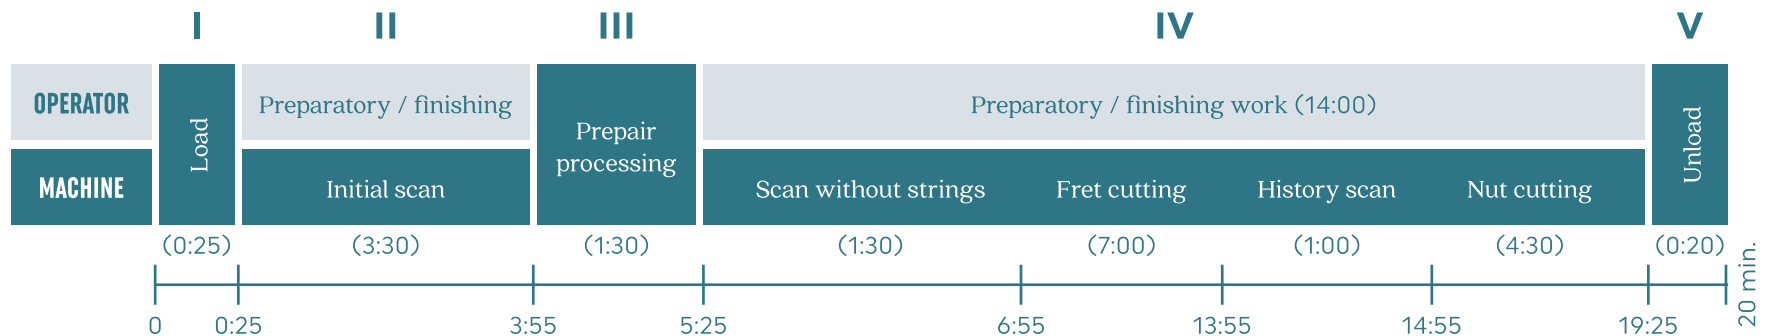 I II III IV V
OPERATOR
MACHINE
Load
Preparatory / finishing
Initial scan
Prepair
processing
Preparatory / finishing work (14:00)
Scan without strings Fret cutting History scan Nut cutting
Unload
(0:25) (3:30) (1:30) (1:30) (7:00) (1:00) (4:30) (0:20)
0 0:25 3:55 5:25 6:55 13:55 14:55 19:25
20 min.